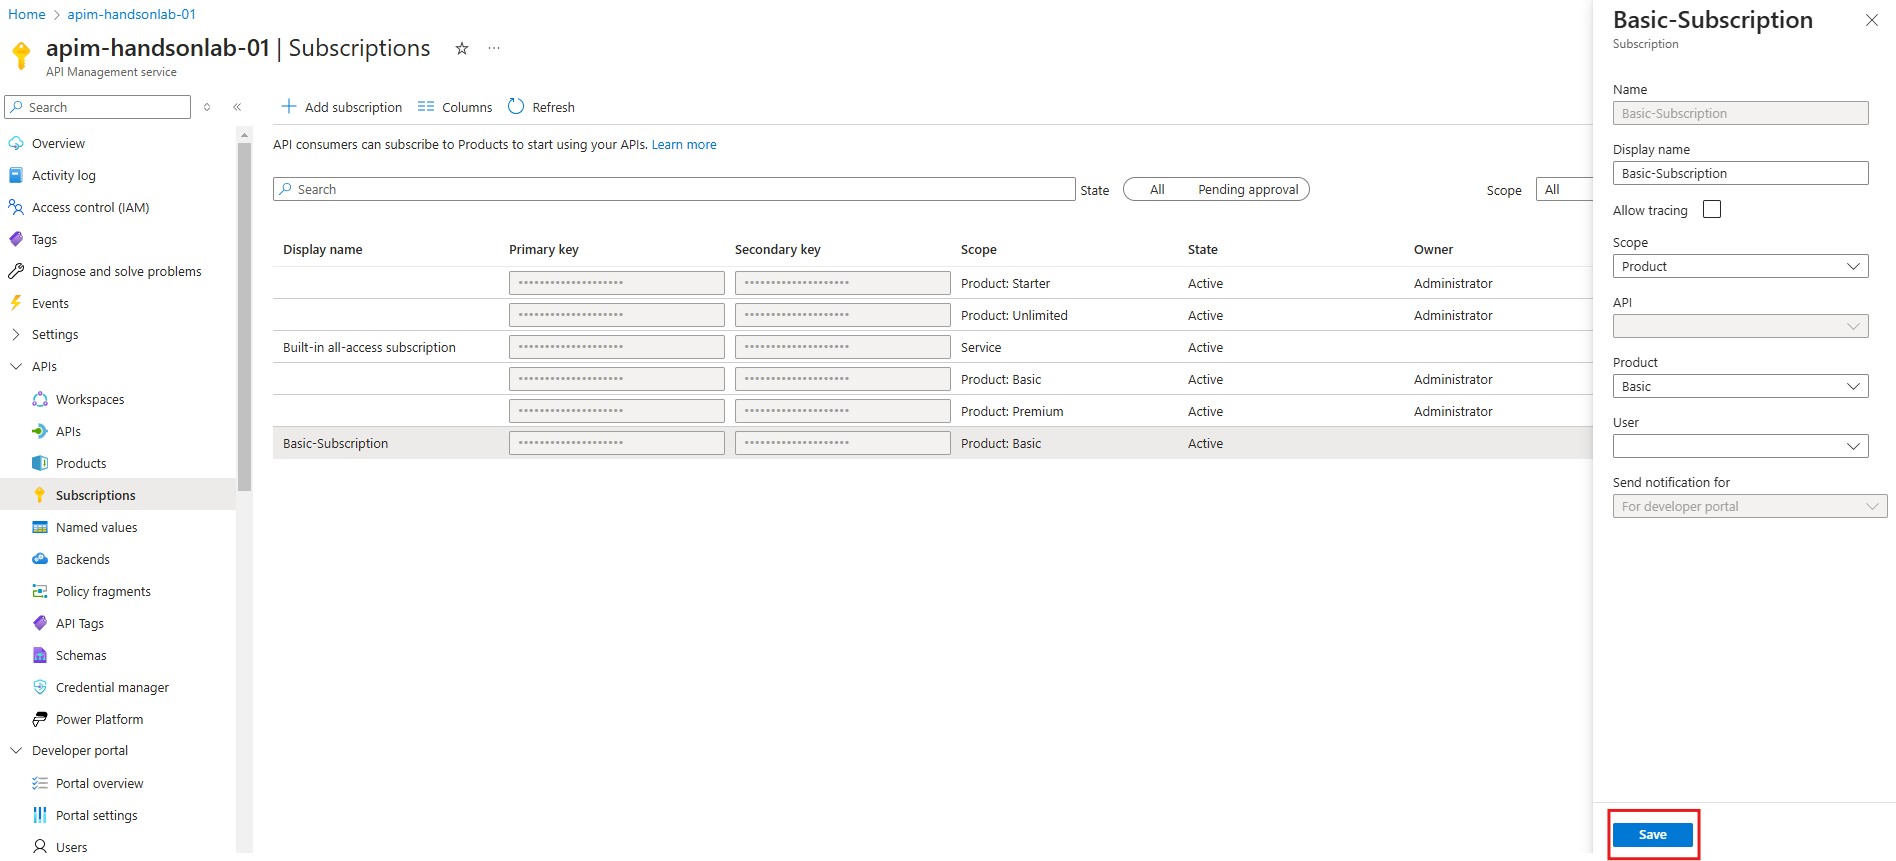 Home > apim-handsonlab-01
apim-handsonlab-01 | Subscriptions
API Management service
Search
Overview
Activity log
Access control (IAM)
Tags
Diagnose and solve problems
Events
Settings
APIs
Workspaces
APIs
Products
Subscriptions
Named values
Backends
Policy fragments
API Tags
Schemas
Credential manager
Power Platform
Developer portal
Portal overview
Portal settings
Users
Add subscription Columns Refresh
API consumers can subscribe to Products to start using your APIs. Learn more
Search State All Pending approval Scope All
Display name Primary key Secondary key Scope State Owner
•••••••••••••••••••• •••••••••••••••••••• Product: Starter Active Administrator
•••••••••••••••••••• •••••••••••••••••••• Product: Unlimited Active Administrator
Built-in all-access subscription •••••••••••••••••••• •••••••••••••••••••• Service Active
•••••••••••••••••••• •••••••••••••••••••• Product: Basic Active Administrator
•••••••••••••••••••• •••••••••••••••••••• Product: Premium Active Administrator
Basic-Subscription •••••••••••••••••••• •••••••••••••••••••• Product: Basic Active
Basic-Subscription
Subscription
Name
Basic-Subscription
Display name
Basic-Subscription
Allow tracing
Scope
Product
API
Product
Basic
User
Send notification for
For developer portal
Save